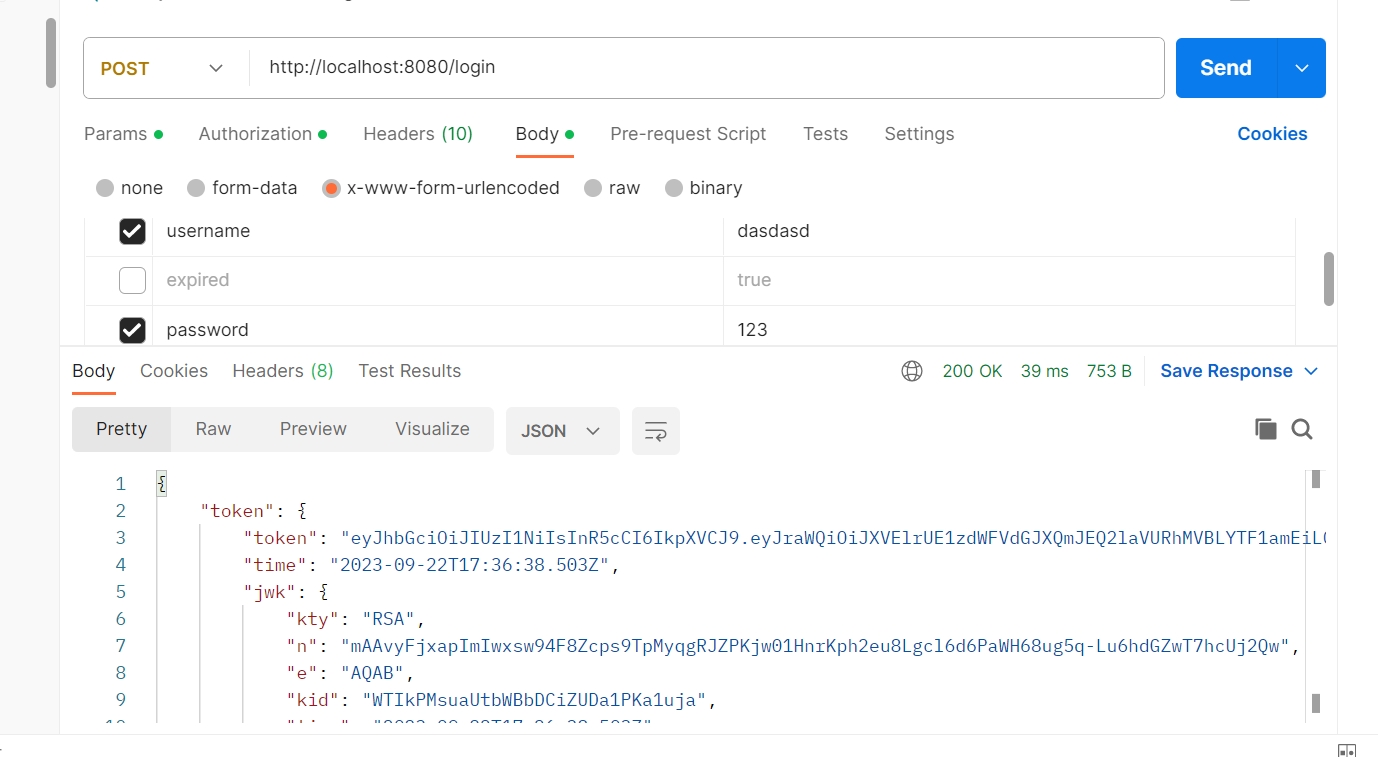 POST http://localhost:8080/login Send
Params Authorization Headers (10) Body Pre-request Script Tests Settings Cookies
none form-data x-www-form-urlencoded raw binary
username dasdasd
expired true
password 123
Body Cookies Headers (8) Test Results 200 OK 39 ms 753 B Save Response
Pretty Raw Preview Visualize JSON
1 {
2 "token": {
3 "token": "eyJhbGciOiJIUzI1NiIsInR5cCI6IkpXVCJ9.eyJraWQiOiJXVElrUE1zdWFVdGJXQmJEQ2laVURhMVBLYTF1amEiLC
4 "time": "2023-09-22T17:36:38.503Z",
5 "jwk": {
6 "kty": "RSA",
7 "n": "mAAvyFjxapImIwxsw94F8Zcps9TpMyqgRJZPKjw01HnrKph2eu8Lgcl6d6PaWH68ug5q-Lu6hdGZwT7hcUj2Qw",
8 "e": "AQAB",
9 "kid": "WTIkPMsuaUtbWBbDCiZUDa1PKa1uja",